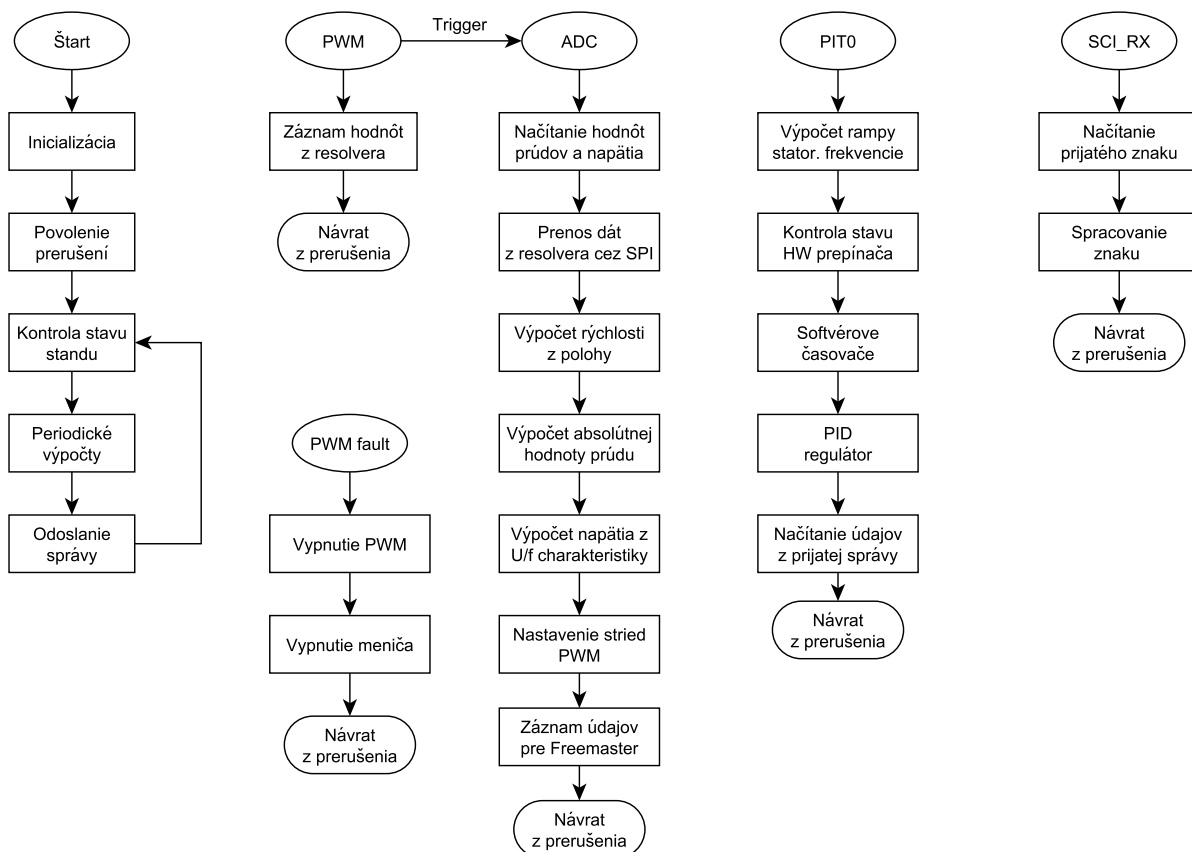 Štart
Inicializácia
Povolenie
prerušení
Kontrola stavu
standu
Periodické
výpočty
Odoslanie
správy
PWM
Trigger
Záznam hodnôt
z resolvera
Návrat
z prerušenia
PWM fault
Vypnutie PWM
Vypnutie meniča
Návrat
z prerušenia
ADC
Načítanie hodnôt
prúdov a napätia
Prenos dát
z resolvera cez SPI
Výpočet rýchlosti
z polohy
Výpočet absolútnej
hodnoty prúdu
Výpočet napätia z
U/f charakteristiky
Nastavenie stried
PWM
Záznam údajov
pre Freemaster
Návrat
z prerušenia
PIT0
Výpočet rampy
stator. frekvencie
Kontrola stavu
HW prepínača
Softvérove
časovače
PID
regulátor
Načítanie údajov
z prijatej správy
Návrat
z prerušenia
SCI_RX
Načítanie
prijatého znaku
Spracovanie
znaku
Návrat
z prerušenia